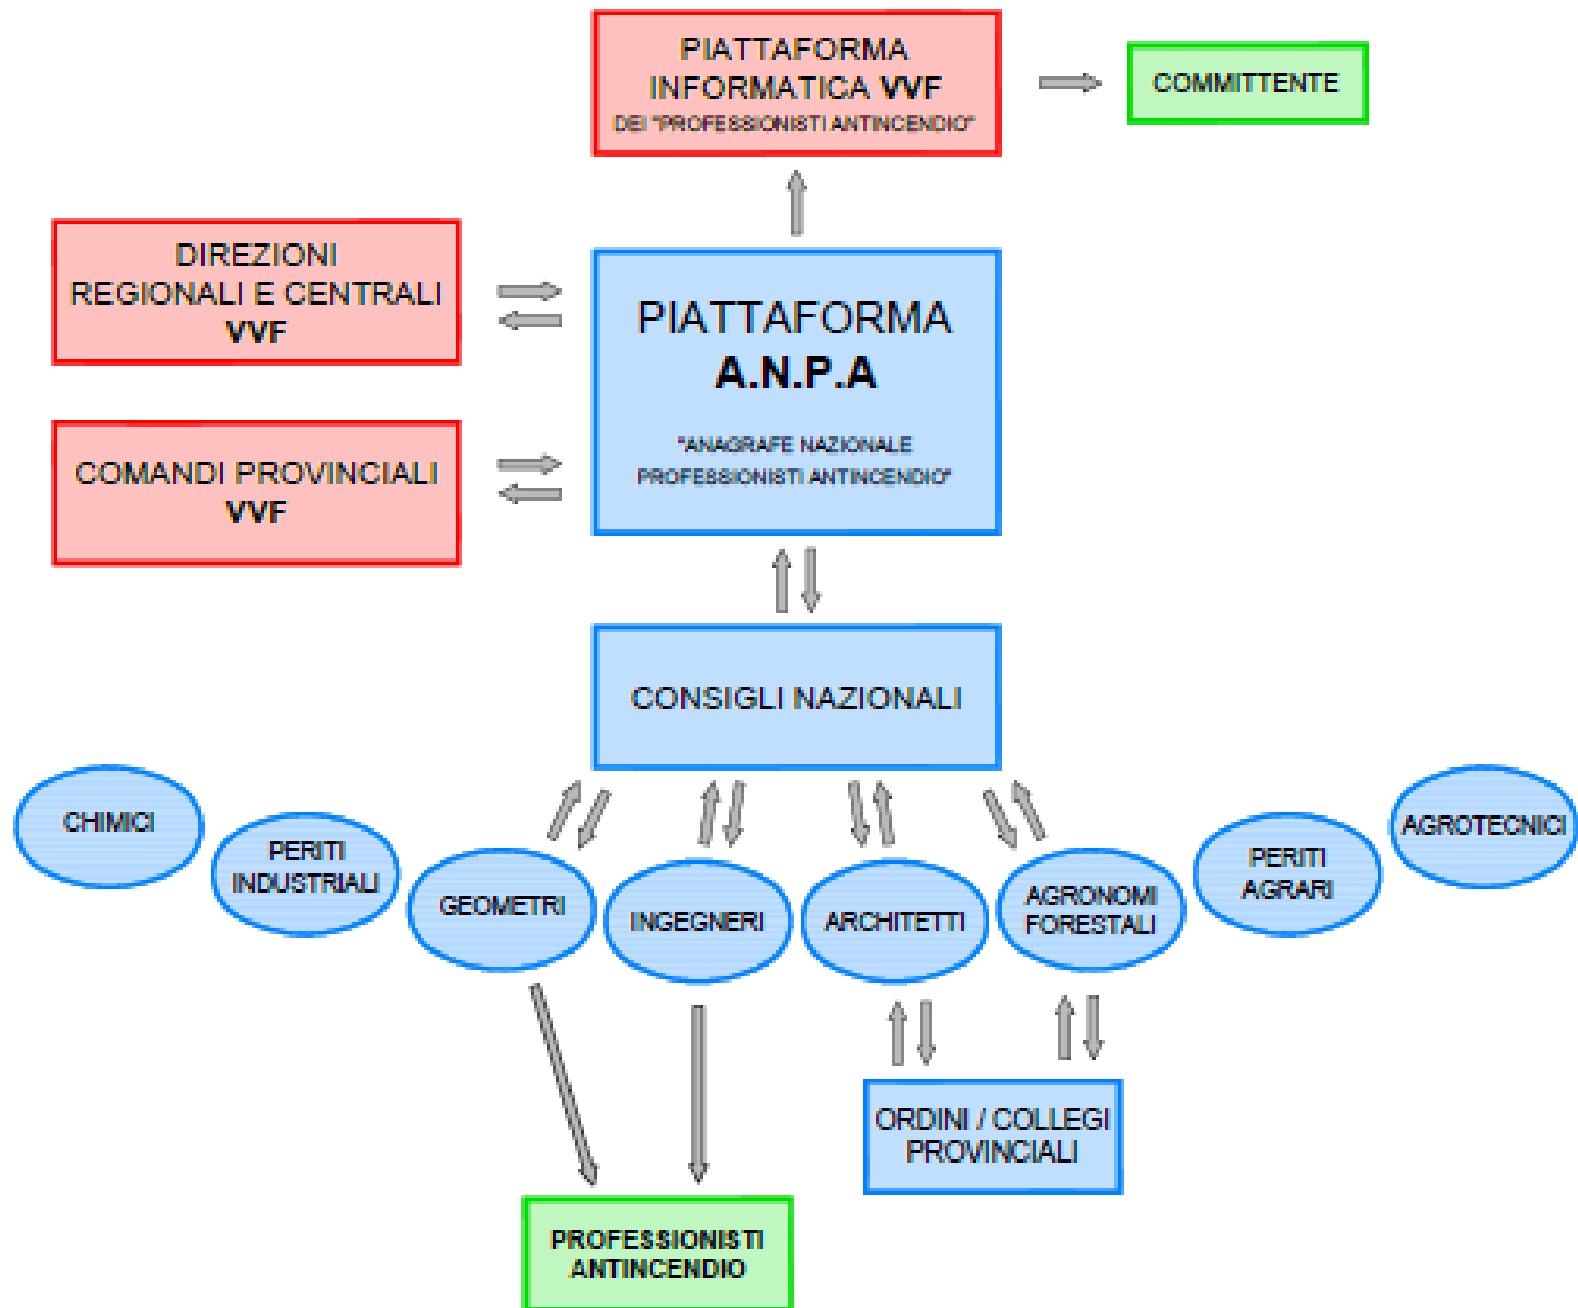 PIATTAFORMA
INFORMATICA VVF
DEI "PROFESSIONISTI ANTINCENDIO"
COMMITTENTE
DIREZIONI
REGIONALI E CENTRALI
VVF
PIATTAFORMA
A.N.P.A
"ANAGRAFE NAZIONALE
PROFESSIONISTI ANTINCENDIO"
COMANDI PROVINCIALI
VVF
CONSIGLI NAZIONALI
CHIMICI
PERITI
INDUSTRIALI
GEOMETRI
INGEGNERI
ARCHITETTI
AGRONOMI
FORESTALI
PERITI
AGRARI
AGROTECNICI
ORDINI / COLLEGI
PROVINCIALI
PROFESSIONISTI
ANTINCENDIO